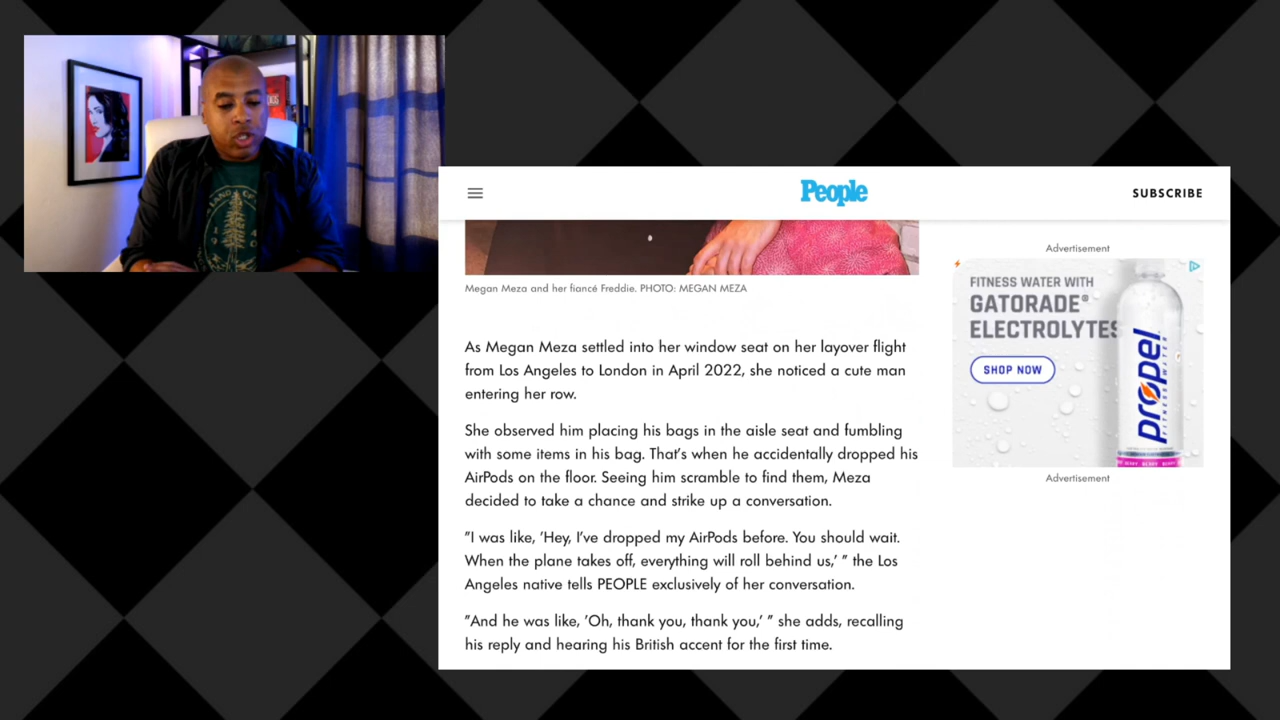 People
SUBSCRIBE
Advertisement
FITNESS WATER WITH
GATORADE®
ELECTROLYTES
SHOP NOW
propel
FITNESS WATER
Advertisement
Megan Meza and her fiancé Freddie. PHOTO: MEGAN MEZA
As Megan Meza settled into her window seat on her layover flight
from Los Angeles to London in April 2022, she noticed a cute man
entering her row.
She observed him placing his bags in the aisle seat and fumbling
with some items in his bag. That's when he accidentally dropped his
AirPods on the floor. Seeing him scramble to find them, Meza
decided to take a chance and strike up a conversation.
"I was like, 'Hey, I've dropped my AirPods before. You should wait.
When the plane takes off, everything will roll behind us,' " the Los
Angeles native tells PEOPLE exclusively of her conversation.
"And he was like, 'Oh, thank you, thank you,' " she adds, recalling
his reply and hearing his British accent for the first time.